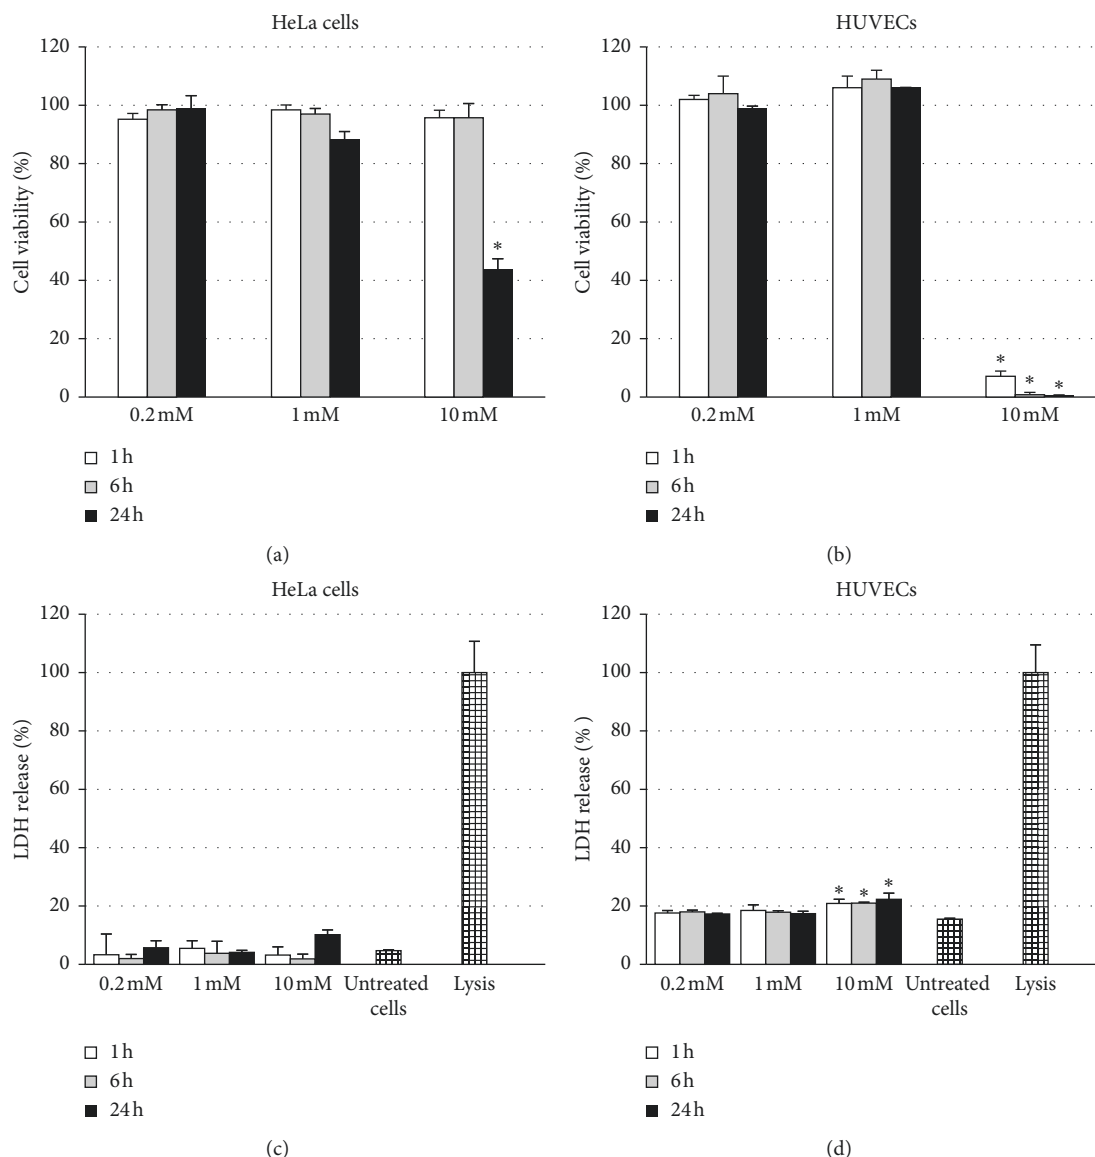 HeLa cells
120
100
80
60
40
20
0
Cell viability (%)
*
0.2 mM
1 mM
10 mM
1 h
6 h
24 h
(a)
HUVECs
120
100
80
60
40
20
0
Cell viability (%)
* * *
0.2 mM
1 mM
10 mM
1 h
6 h
24 h
(b)
HeLa cells
120
100
80
60
40
20
0
LDH release (%)
0.2 mM
1 mM
10 mM
Untreated
cells
Lysis
1 h
6 h
24 h
(c)
HUVECs
120
100
80
60
40
20
0
LDH release (% )
* * *
0.2 mM
1 mM
10 mM
Untreated
cells
Lysis
1 h
6 h
24 h
(d)